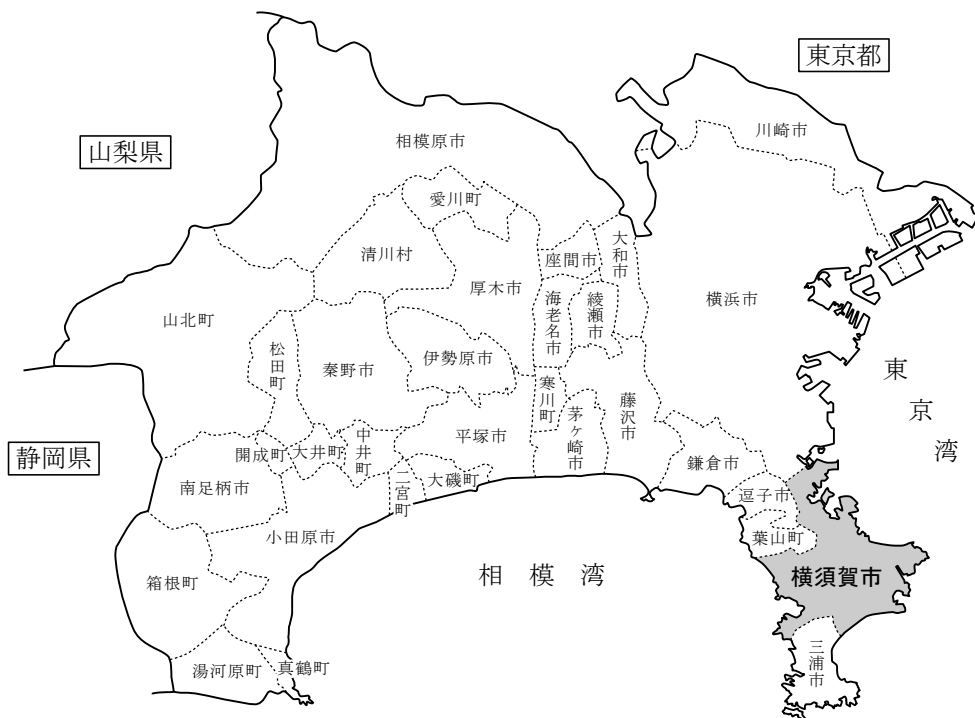 東京都
川崎市
山梨県
相模原市
愛川町
清川村
座間市
大和市
厚木市
横浜市
海老名市
綾瀬市
山北町
松田町
秦野市
伊勢原市
寒川町
茅ヶ崎市
藤沢市
東京湾
静岡県
開成町
大井町
中井町
平塚市
鎌倉市
南足柄市
二宮町
大磯町
逗子市
小田原市
葉山町
箱根町
相模湾
横須賀市
湯河原町
真鶴町
三浦市